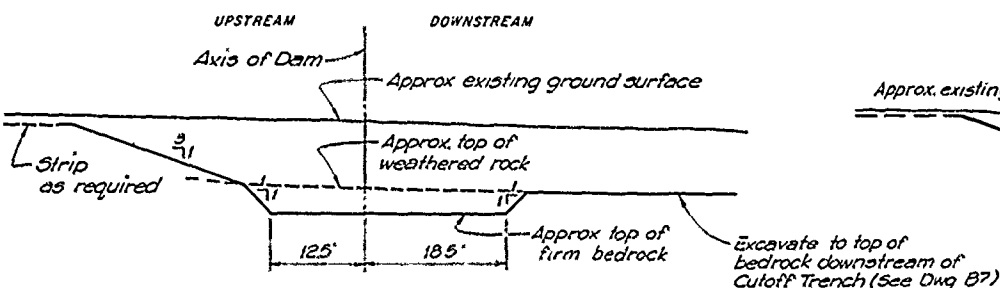 UPSTREAM
DOWNSTREAM
Axis of Dam
Approx existing ground surface
Approx. existing
3
1
Approx. top of
weathered rock
Strip
as required
1
1
1
1
Approx top of
firm bedrock
125'
185'
Excavate to top of
bedrock downstream of
Cutoff Trench (See Dwg B7)